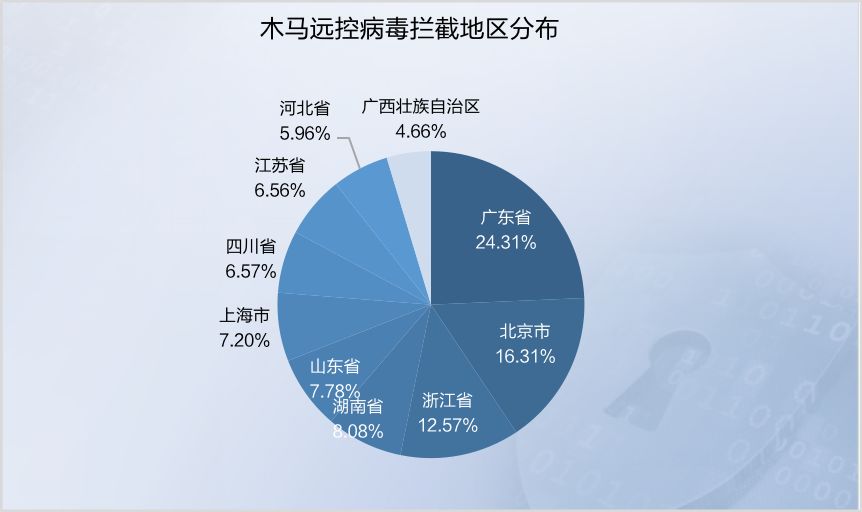 木马远控病毒拦截地区分布
河北省
5.96%
广西壮族自治区
4.66%
江苏省
6.56%
广东省
24.31%
四川省
6.57%
上海市
7.20%
北京市
16.31%
山东省
7.78%
湖南省
8.08%
浙江省
12.57%